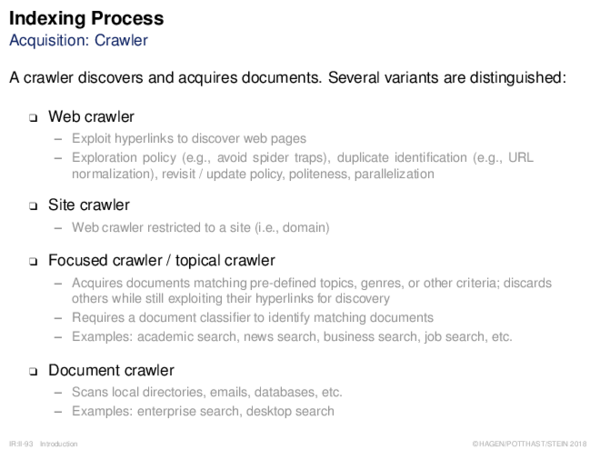 Indexing Process
Acquisition: Crawler
A crawler discovers and acquires documents. Several variants are distinguished:
❑ Web crawler
– Exploit hyperlinks to discover web pages
– Exploration policy (e.g., avoid spider traps), duplicate identification (e.g., URL
normalization), revisit / update policy, politeness, parallelization
❑ Site crawler
– Web crawler restricted to a site (i.e., domain)
❑ Focused crawler / topical crawler
– Acquires documents matching pre-defined topics, genres, or other criteria; discards
others while still exploiting their hyperlinks for discovery
– Requires a document classifier to identify matching documents
– Examples: academic search, news search, business search, job search, etc.
❑ Document crawler
– Scans local directories, emails, databases, etc.
– Examples: enterprise search, desktop search
IR:II-93 Introduction ©HAGEN/POTTHAST/STEIN 2018